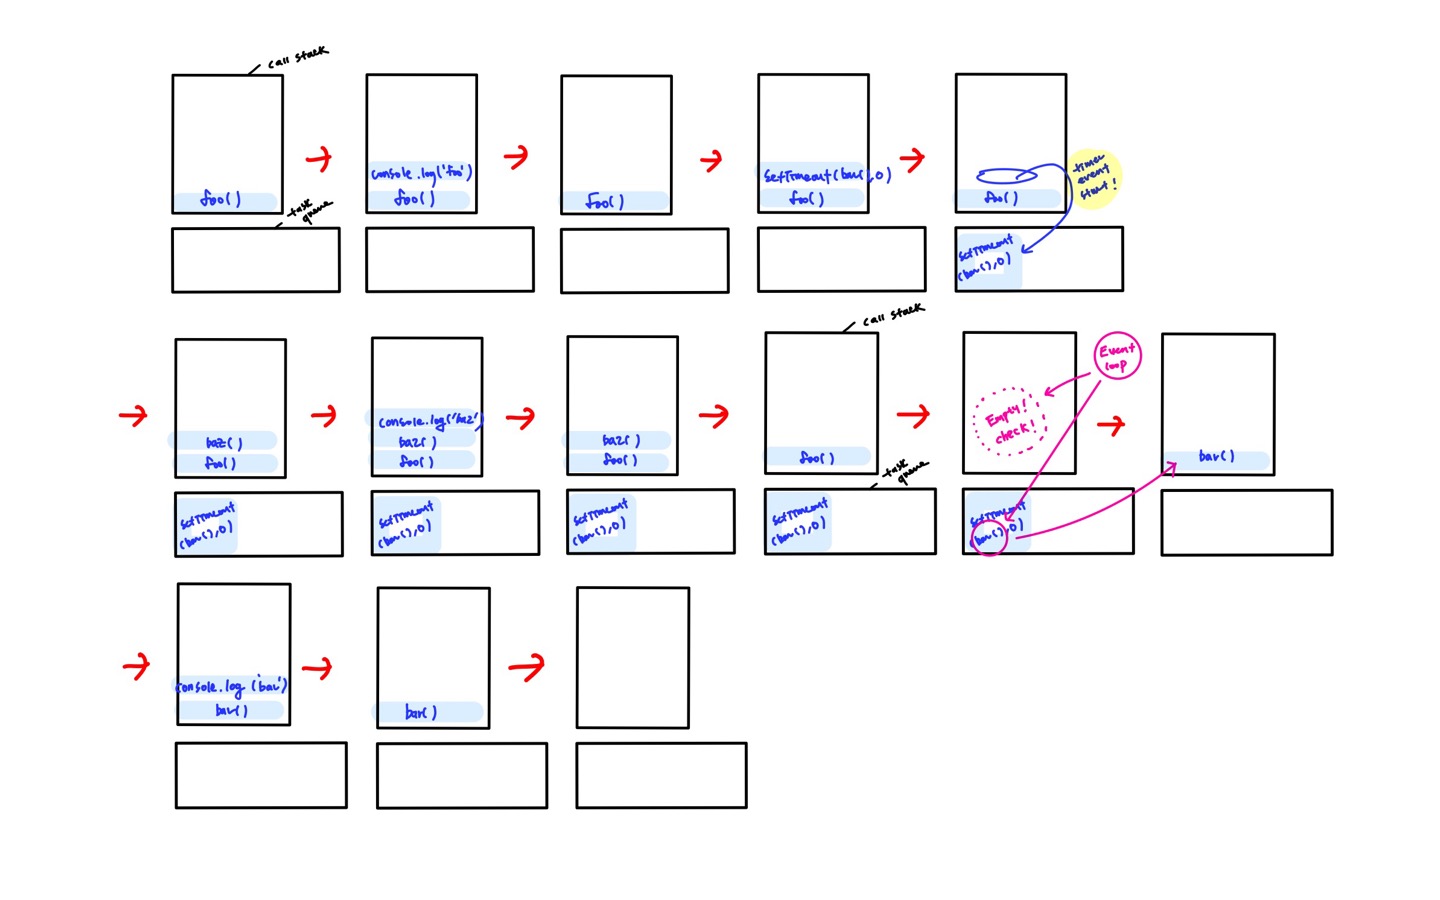 call stack
foo()
task
queue
console.log('foo')
foo()
foo()
setTimeout(bar(),0)
foo()
foo()
timer
event
start!
setTimeout
(bar(),0)
baz()
foo()
setTimeout
(bar(),0)
console.log('baz')
baz()
foo()
setTimeout
(bar(),0)
baz()
foo()
setTimeout
(bar(),0)
call stack
foo()
task
queue
setTimeout
(bar(),0)
Event
loop
Empty!
check!
setTimeout
(bar(),0)
bar()
console.log('bar')
bar()
bar()